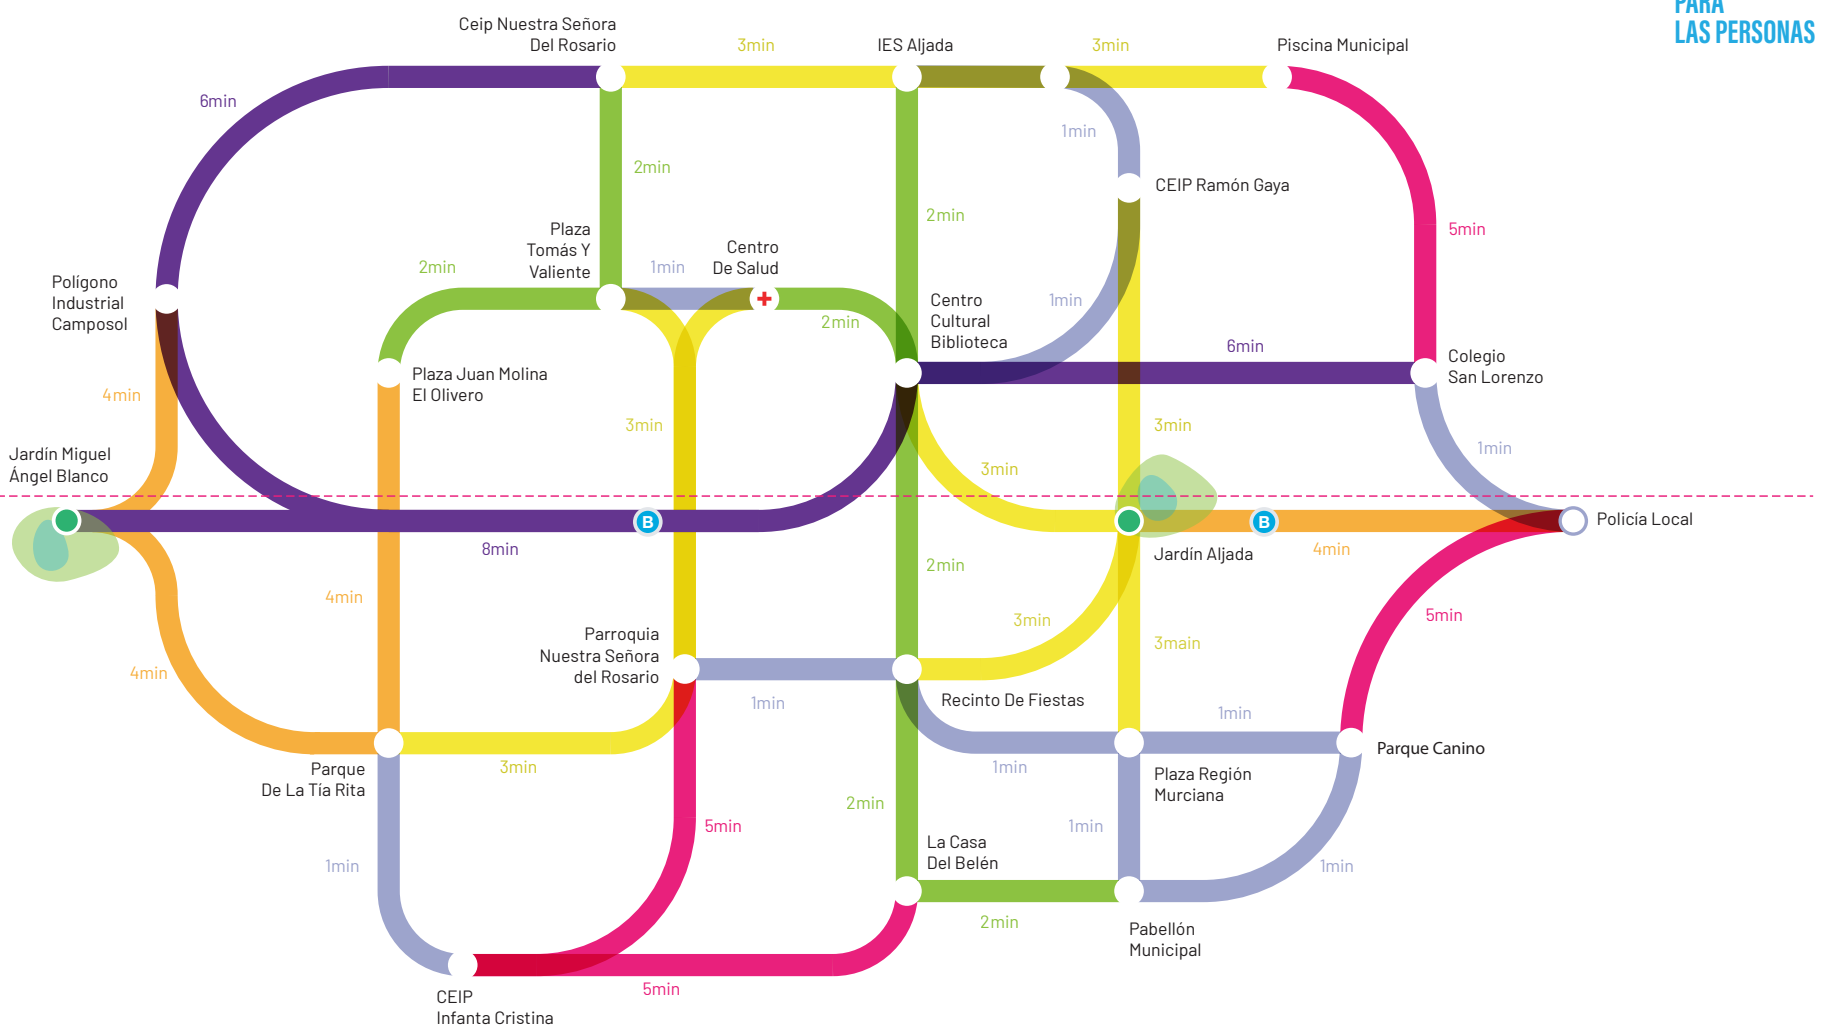 PARA
LAS PERSONAS
Ceip Nuestra Señora
Del Rosario
3min
IES Aljada
3min
Piscina Municipal
6min
1min
2min
CEIP Ramón Gaya
2min
5min
Plaza
Tomás Y
Valiente
Centro
De Salud
2min
1min
Polígono
Industrial
Camposol
Centro
Cultural
Biblioteca
1min
2min
6min
Colegio
San Lorenzo
Plaza Juan Molina
El Olivero
4min
3min
3min
1min
Jardín Miguel
Ángel Blanco
3min
B
B
Policía Local
8min
Jardín Aljada
4min
2min
4min
3min
5min
Parroquia
Nuestra Señora
del Rosario
3main
4min
1min
Recinto De Fiestas
1min
Parque Canino
Parque
De La Tía Rita
3min
1min
Plaza Región
Murciana
2min
5min
1min
La Casa
Del Belén
1min
1min
2min
Pabellón
Municipal
5min
CEIP
Infanta Cristina